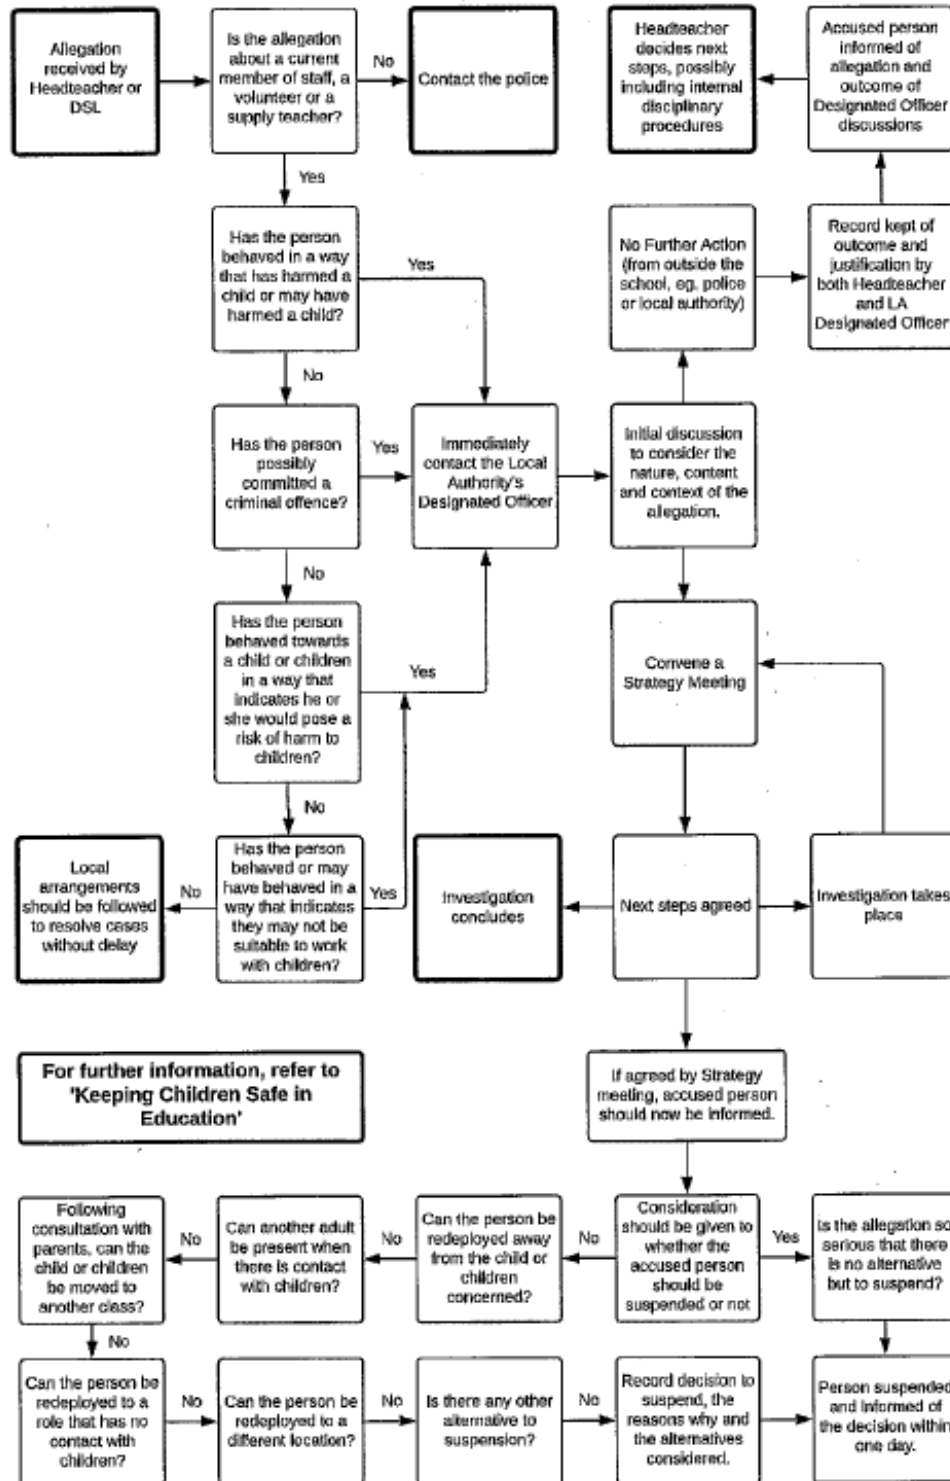 Allegation
received by
Headteacher or
DSL
Is the allegation
about a current
member of staff, a
volunteer or a
supply teacher?
No
Contact the police
Headteacher
decides next
steps, possibly
including internal
disciplinary
procedures
Accused person
informed of
allegation and
outcome of
Designated Officer
discussions
Yes
Has the person
behaved in a way
that has harmed a
child or may have
harmed a child?
Yes
No Further Action
(from outside the
school, eg. police
or local authority)
Record kept of
outcome and
justification by
both Headteacher
and LA
Designated Officer
No
Has the person
possibly
committed a
criminal offence?
Yes
Immediately
contact the Local
Authority's
Designated Officer
Initial discussion
to consider the
nature, content
and context of the
allegation.
No
Has the person
behaved towards
a child or children
in a way that
indicates he or
she would pose a
risk of harm to
children?
Yes
Convene a
Strategy Meeting
No
Local
arrangements
should be followed
to resolve cases
without delay
No
Has the person
behaved or may
have behaved in a
way that indicates
they may not be
suitable to work
with children?
Yes
Investigation
concludes
Next steps agreed
Investigation takes
place
For further information, refer to
'Keeping Children Safe in
Education'
If agreed by Strategy
meeting, accused person
should now be informed.
Following
consultation with
parents, can the
child or children
be moved to
another class?
No
Can another adult
be present when
there is contact
with children?
No
Can the person be
redeployed away
from the child or
children
concerned?
No
Consideration
should be given to
whether the
accused person
should be
suspended or not
Yes
Is the allegation so
serious that there
is no alternative
but to suspend?
No
Can the person be
redeployed to a
role that has no
contact with
children?
No
Can the person be
redeployed to a
different location?
No
Is there any other
alternative to
suspension?
No
Record decision to
suspend, the
reasons why and
the alternatives
considered.
Person suspended
and informed of
the decision within
one day.